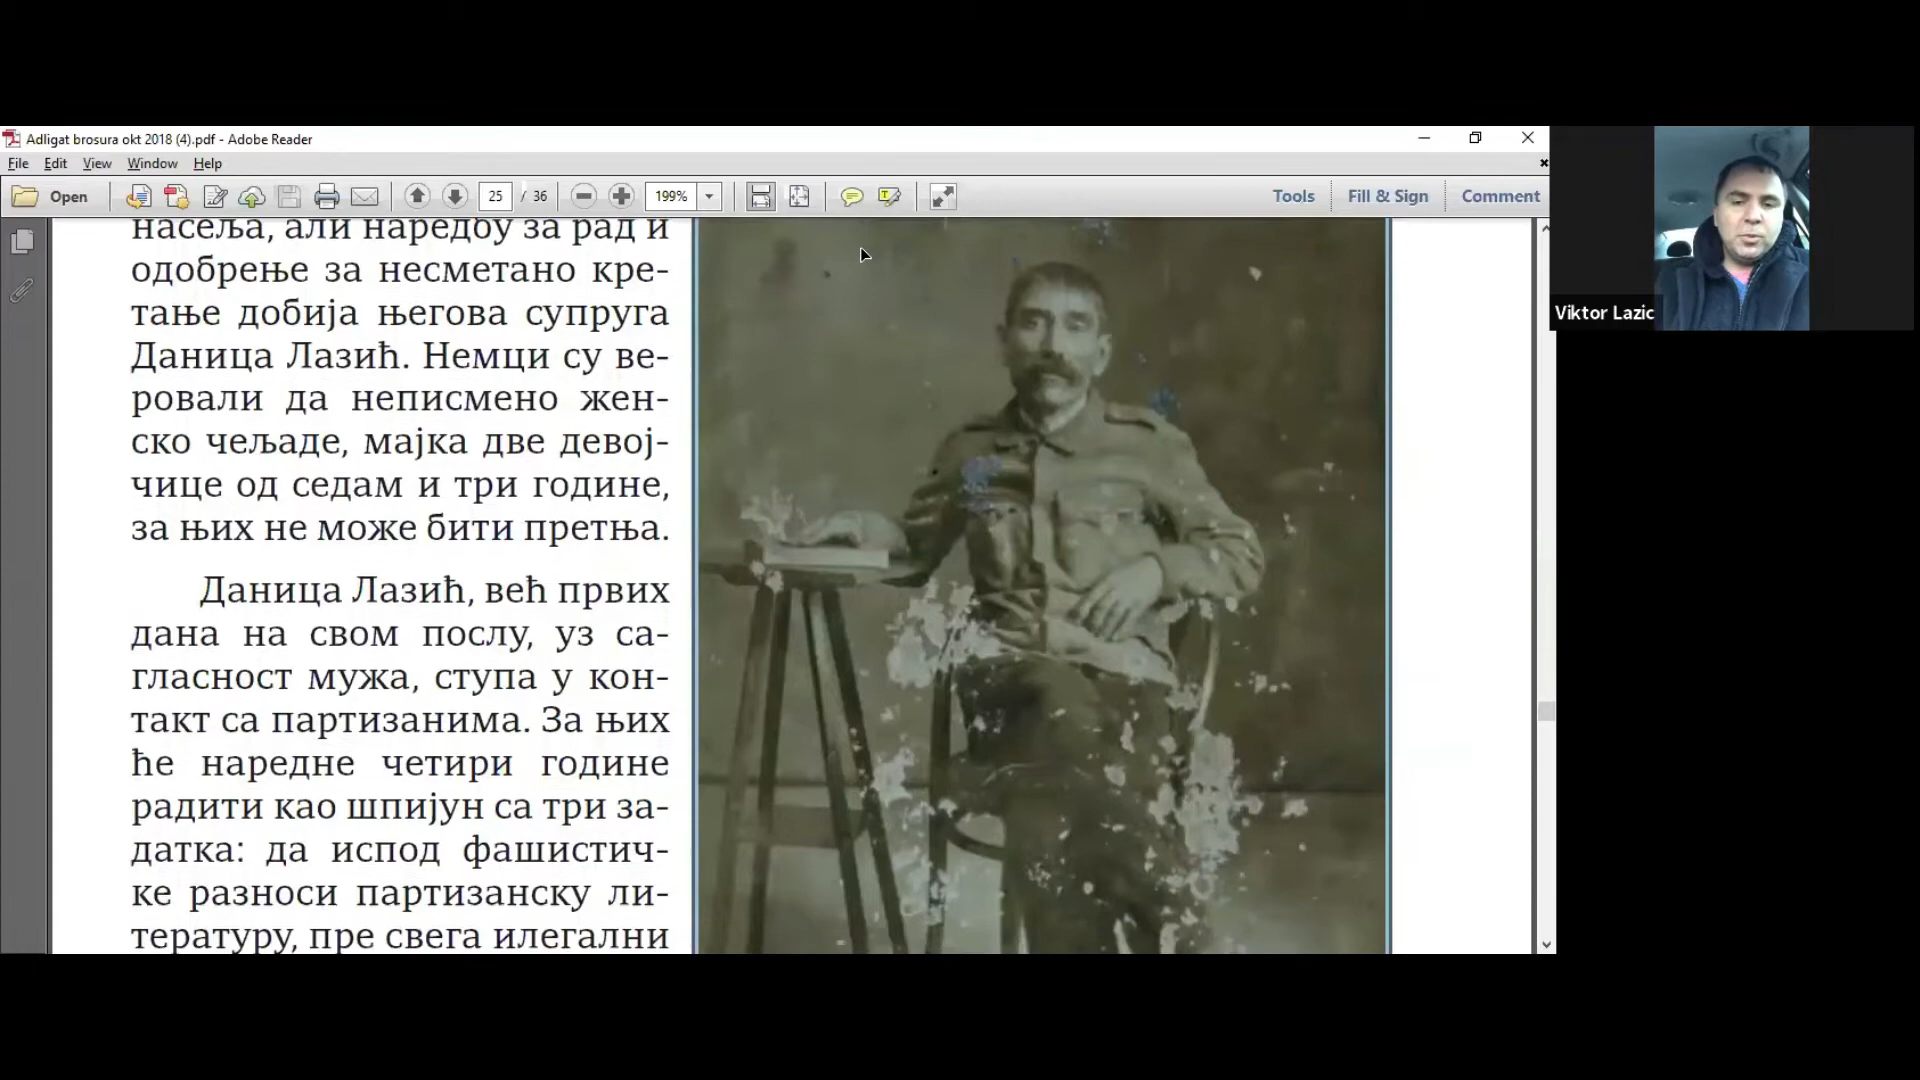 Adligat brosura okt 2018 (4).pdf - Adobe Reader
File Edit View Window Help
Open 25 / 36 199% Tools Fill & Sign Comment
насеља, али наредбу за рад и
одобрење за несметано кре-
тање добија његова супруга
Даница Лазић. Немци су ве-
ровали да неписмено жен-
ско чељаде, мајка две девој-
чице од седам и три године,
за њих не може бити претња.
Даница Лазић, већ првих
дана на свом послу, уз са-
гласност мужа, ступа у кон-
такт са партизанима. За њих
ће наредне четири године
радити као шпијун са три за-
датка: да испод фашистич-
ке разноси партизанску ли-
тературу, пре свега илегални
Viktor Lazic